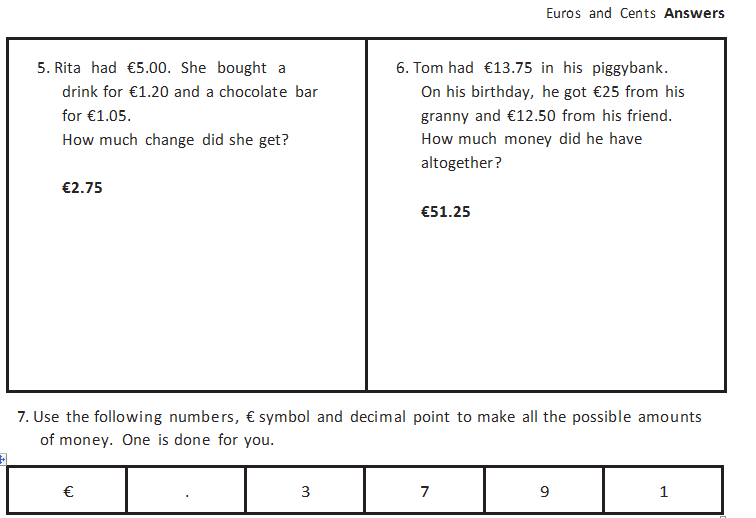 Euros and Cents Answers
5. Rita had €5.00. She bought a
drink for €1.20 and a chocolate bar
for €1.05.
How much change did she get?
€2.75
6. Tom had €13.75 in his piggybank.
On his birthday, he got €25 from his
granny and €12.50 from his friend.
How much money did he have
altogether?
€51.25
7. Use the following numbers, € symbol and decimal point to make all the possible amounts
of money. One is done for you.
€ . 3 7 9 1